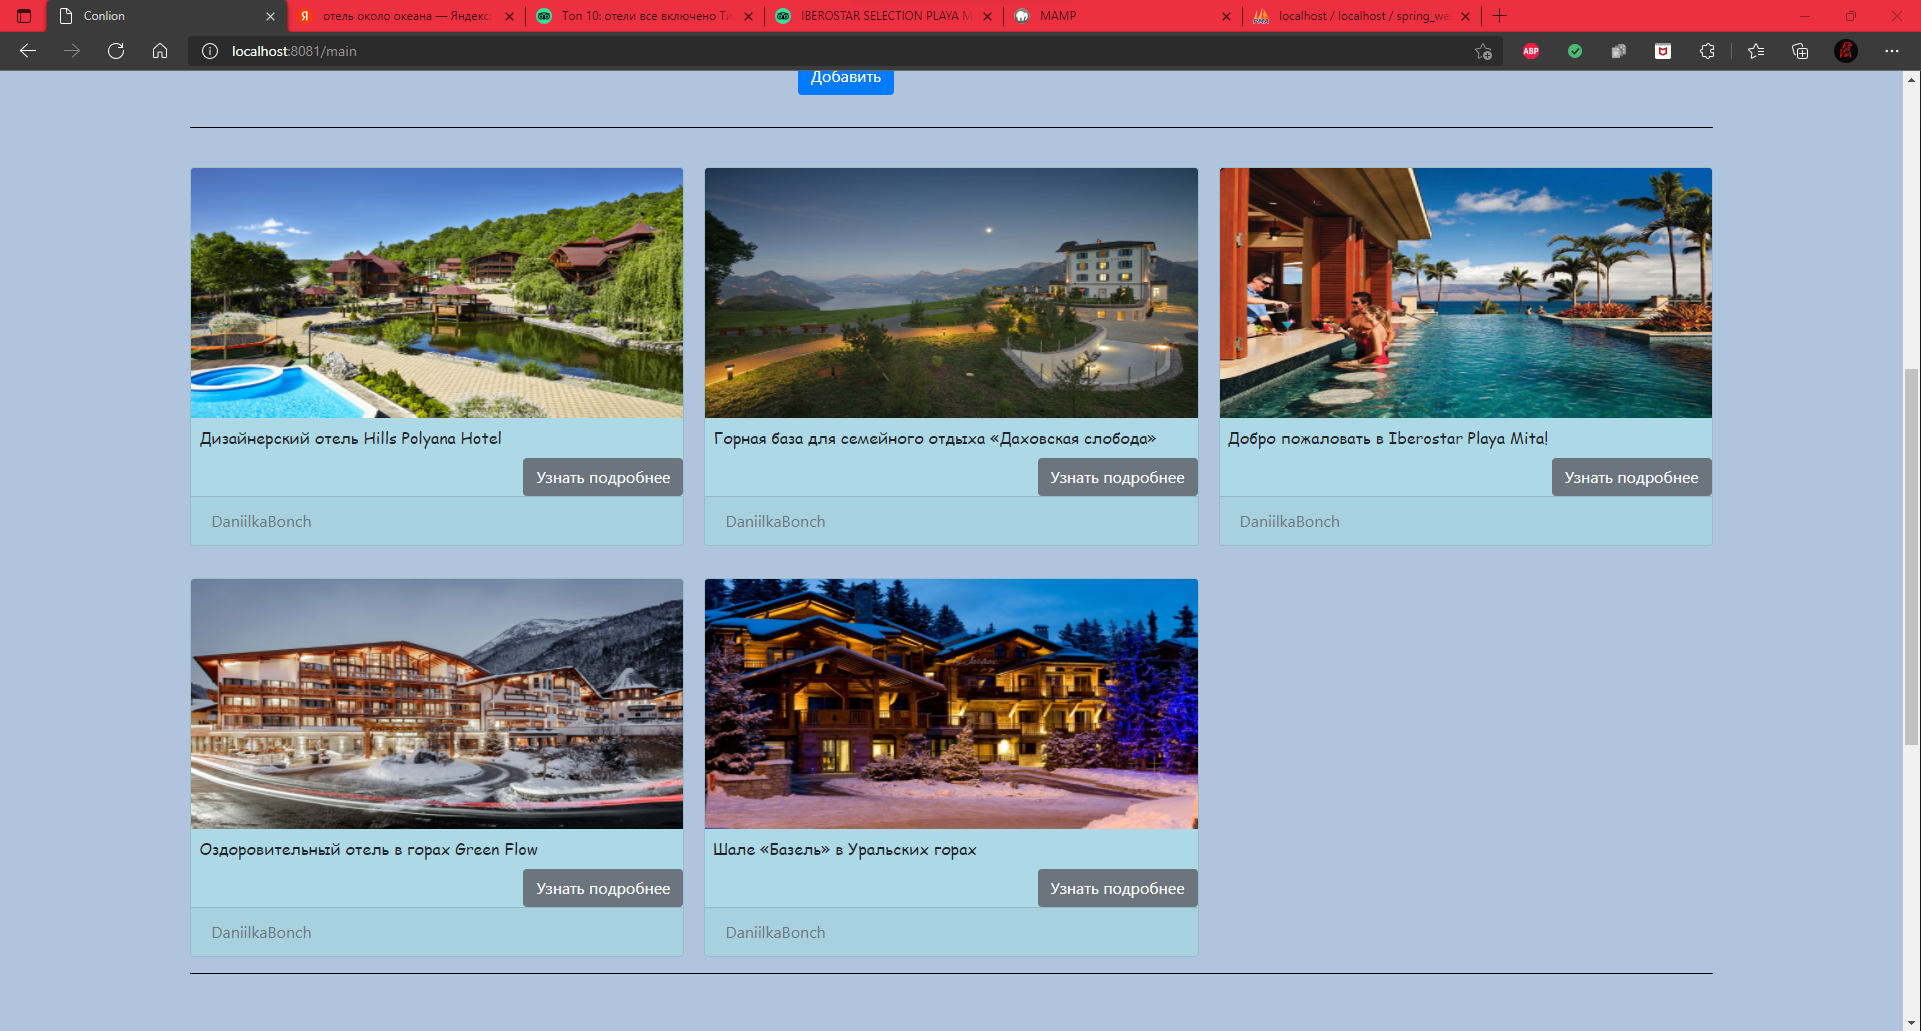 Conlion
отель около океана — Яндекс:
Топ 10: отели все включено Ти
IBEROSTAR SELECTION PLAYA M
MAMP
localhost / localhost / spring_we
localhost:8081/main
ABP
Добавить
Дизайнерский отель Hills Polyana Hotel
Узнать подробнее
DaniilkaBonch
Горная база для семейного отдыха «Даховская слобода»
Узнать подробнее
DaniilkaBonch
Добро пожаловать в Iberostar Playa Mita!
Узнать подробнее
DaniilkaBonch
Оздоровительный отель в горах Green Flow
Узнать подробнее
DaniilkaBonch
Шале «Базель» в Уральских горах
Узнать подробнее
DaniilkaBonch